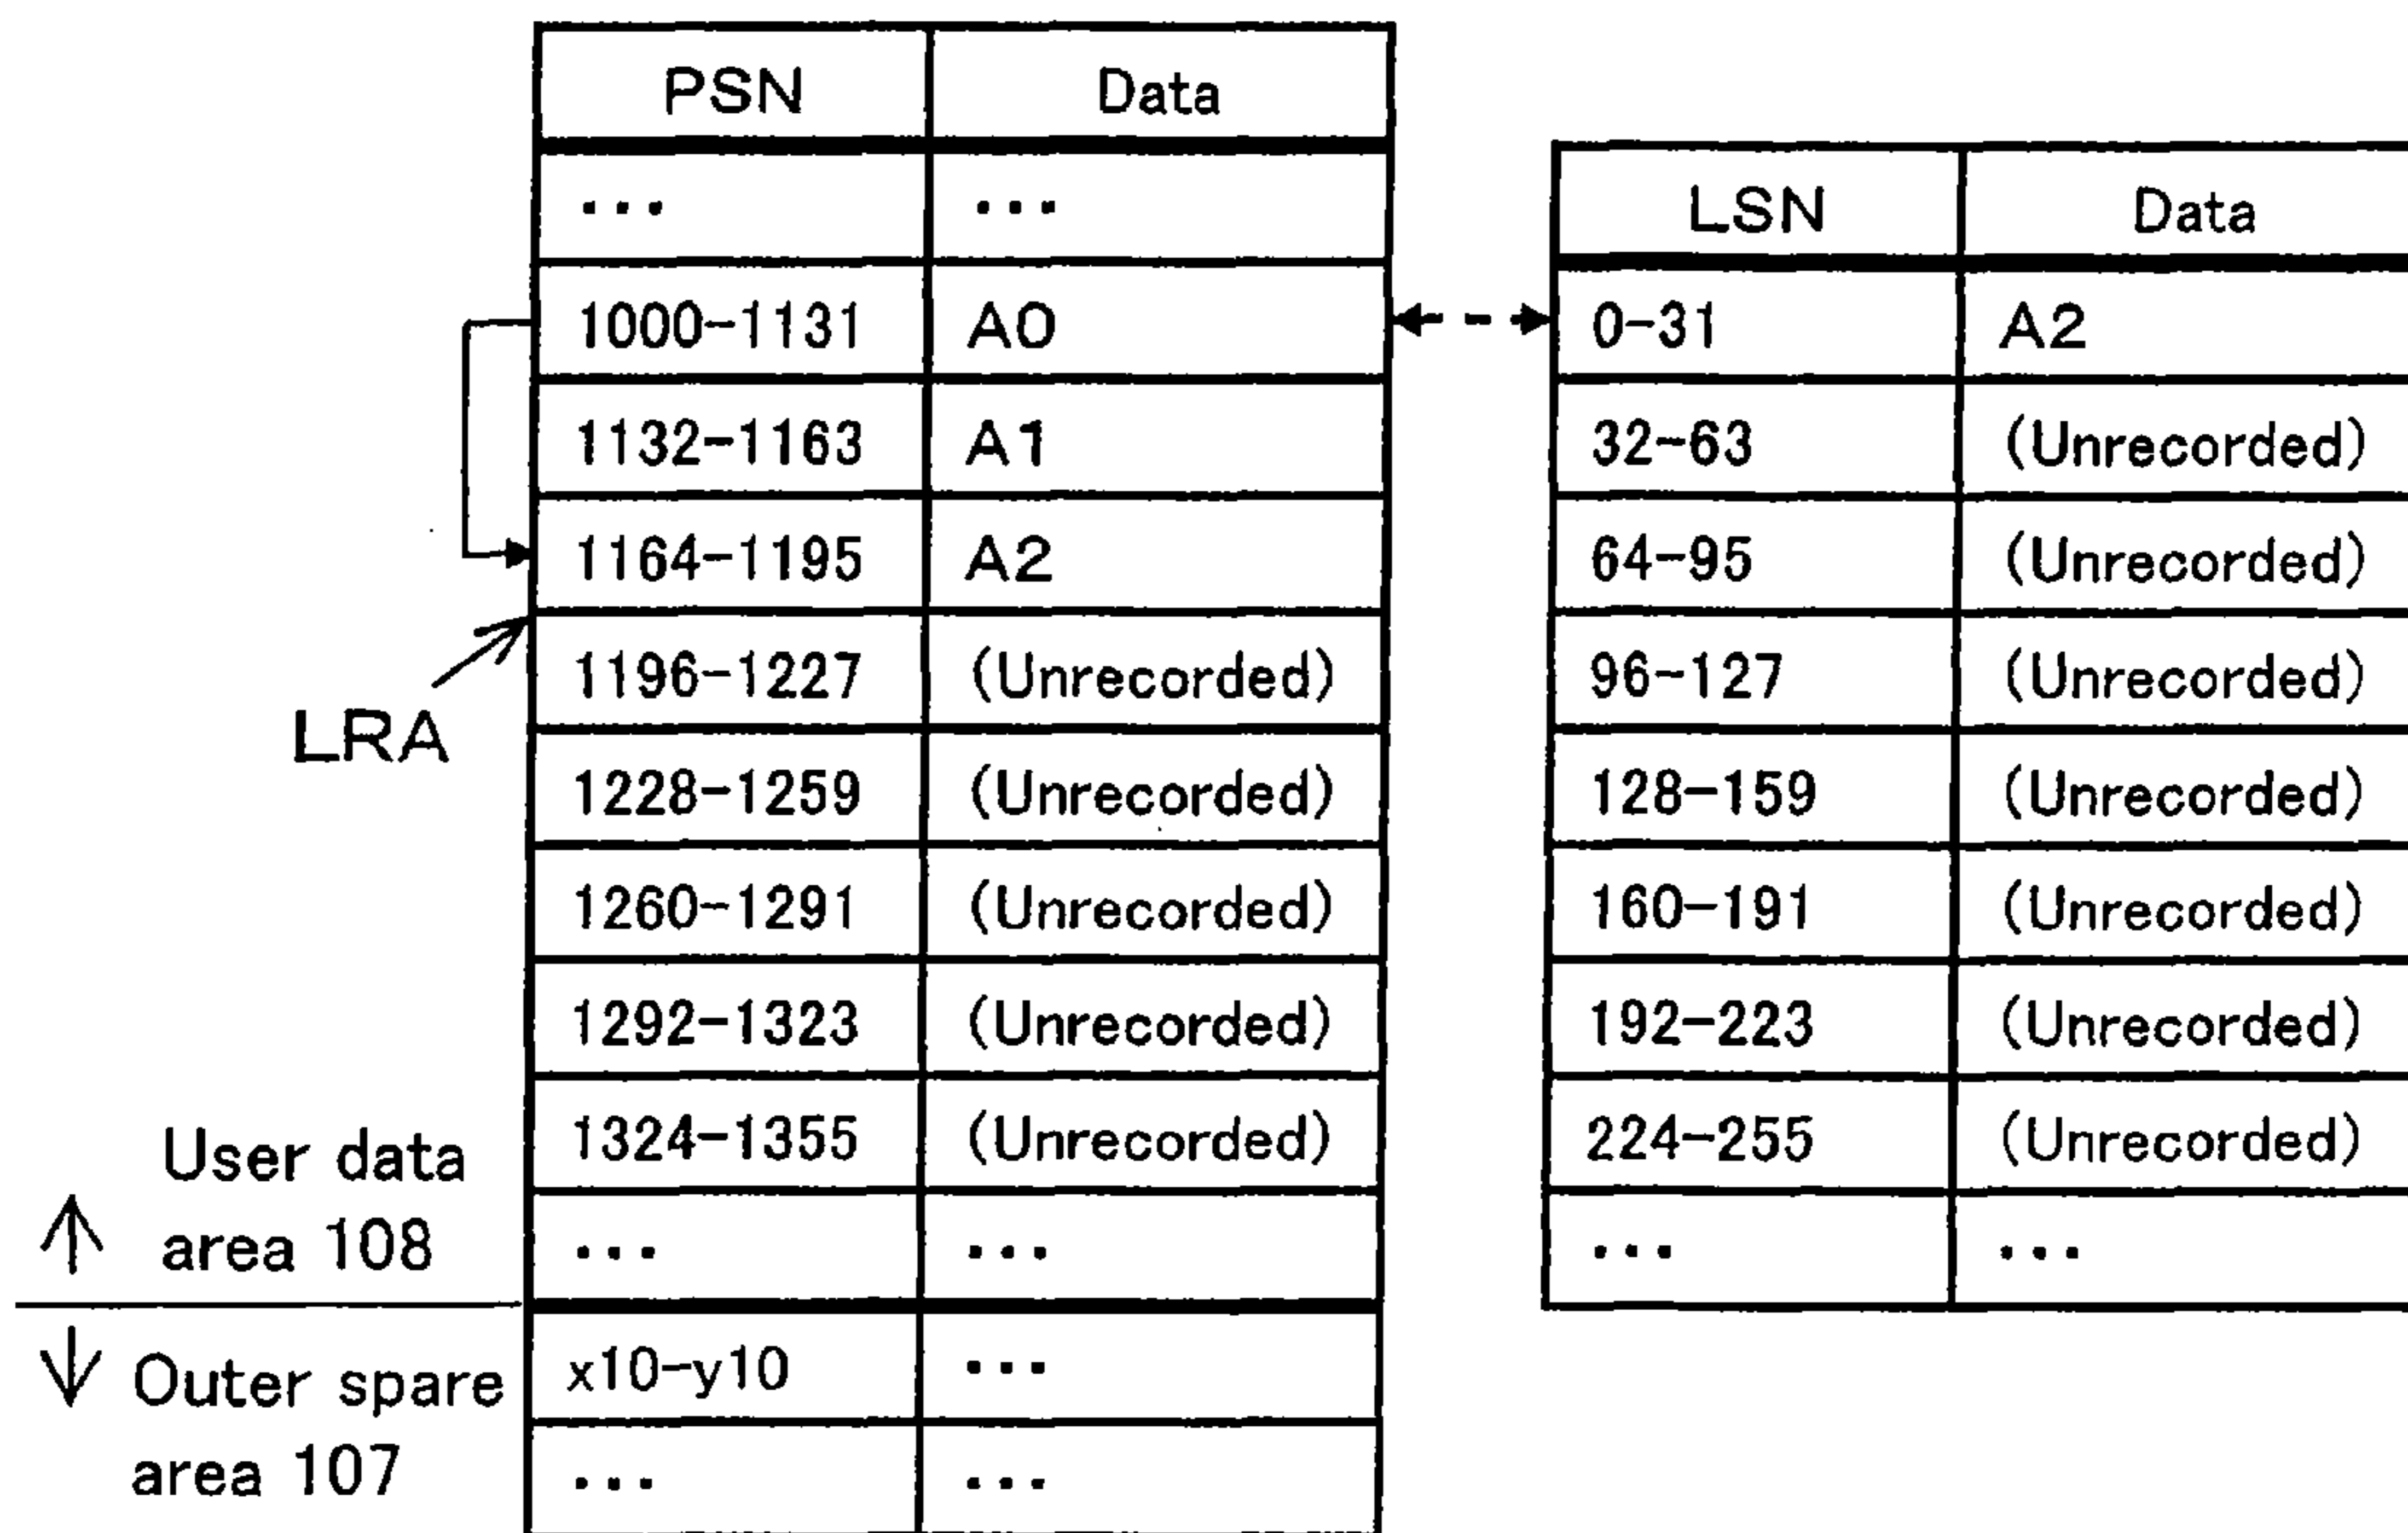 PSN Data
... ...
1000-1131 A0
1132-1163 A1
1164-1195 A2
1196-1227 (Unrecorded)
1228-1259 (Unrecorded)
1260-1291 (Unrecorded)
1292-1323 (Unrecorded)
1324-1355 (Unrecorded)
... ...
x10-y10 ...
... ...
LRA
User data
area 108
Outer spare
area 107
LSN Data
0-31 A2
32-63 (Unrecorded)
64-95 (Unrecorded)
96-127 (Unrecorded)
128-159 (Unrecorded)
160-191 (Unrecorded)
192-223 (Unrecorded)
224-255 (Unrecorded)
... ...